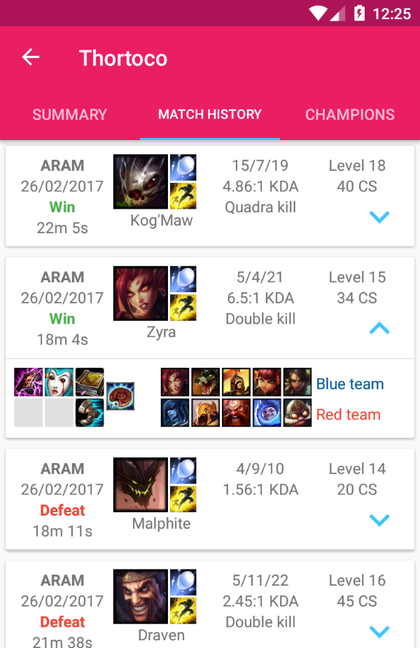 12:25
Thortoco
SUMMARY MATCH HISTORY CHAMPIONS
ARAM
26/02/2017
Win
22m 5s
Kog'Maw
15/7/19
4.86:1 KDA
Quadra kill
Level 18
40 CS
ARAM
26/02/2017
Win
18m 4s
Zyra
5/4/21
6.5:1 KDA
Double kill
Level 15
34 CS
Blue team
Red team
ARAM
26/02/2017
Defeat
18m 11s
Malphite
4/9/10
1.56:1 KDA
Level 14
20 CS
ARAM
26/02/2017
Defeat
21m 38s
Draven
5/11/22
2.45:1 KDA
Double kill
Level 16
45 CS